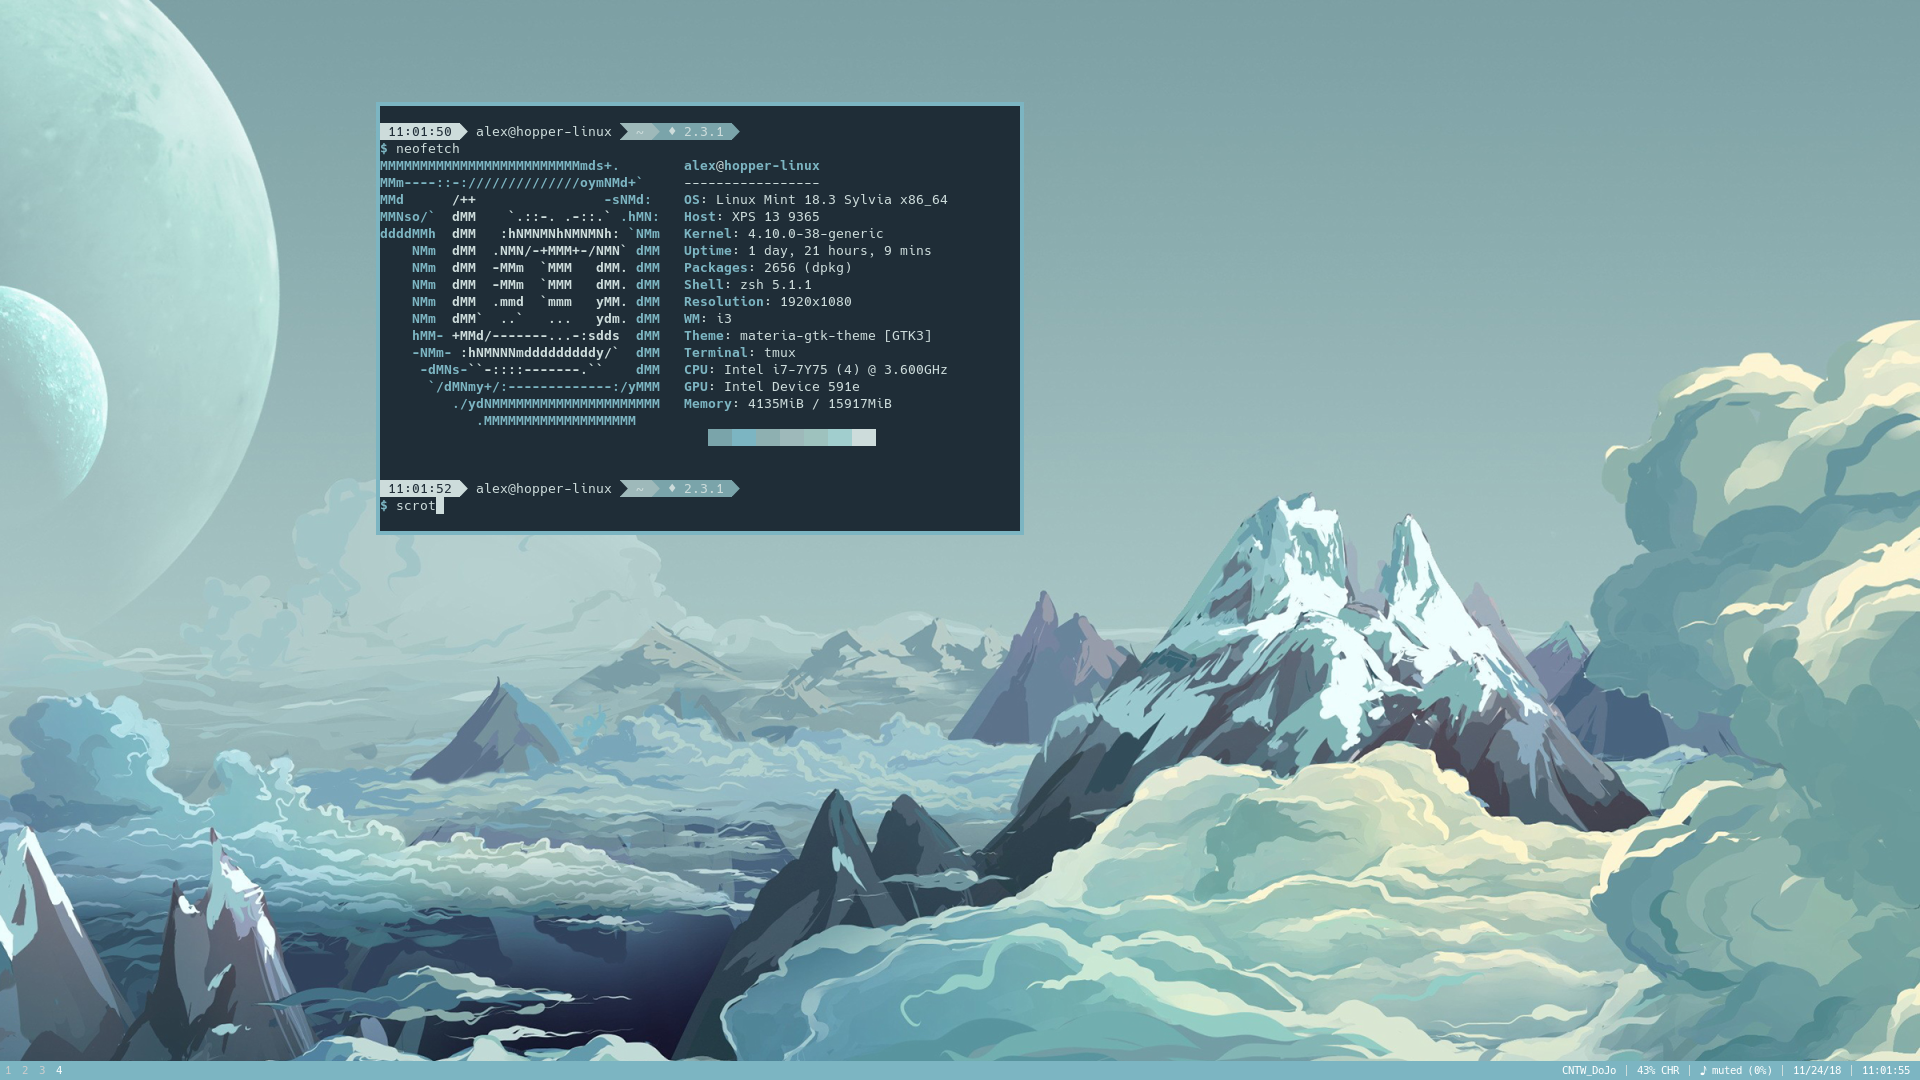 11:01:50 alex@hopper-linux ~ ♦ 2.3.1
$ neofetch
MMMMMMMMMMMMMMMMMMMMMMMMMmds+. alex@hopper-linux
MMm----::-://////////////oymNMd+` -----------------
MMd /++ -sNMd: OS: Linux Mint 18.3 Sylvia x86_64
MMNso/` dMM `.::-. .-::.` .hMN: Host: XPS 13 9365
ddddMMh dMM :hNMNMNhNMNMNh: `NMm Kernel: 4.10.0-38-generic
NMm dMM .NMN/-+MMM+-/NMN` dMM Uptime: 1 day, 21 hours, 9 mins
NMm dMM -MMm `MMM dMM. dMM Packages: 2656 (dpkg)
NMm dMM -MMm `MMM dMM. dMM Shell: zsh 5.1.1
NMm dMM .mmd `mmm yMM. dMM Resolution: 1920x1080
NMm dMM` ..` ... ydm. dMM WM: i3
hMM- +MMd/-------...-:sdds dMM Theme: materia-gtk-theme [GTK3]
-NMm- :hNMNNNmdddddddddy/` dMM Terminal: tmux
-dMNs-``-::::-------.`` dMM CPU: Intel i7-7Y75 (4) @ 3.600GHz
`/dMNmy+/:-------------:/yMMM GPU: Intel Device 591e
./ydNMMMMMMMMMMMMMMMMMMMMM Memory: 4135MiB / 15917MiB
.MMMMMMMMMMMMMMMMMMM
11:01:52 alex@hopper-linux ~ ♦ 2.3.1
$ scrot
1 2 3 4 CNTW_DoJo | 43% CHR | ♪ muted (0%) | 11/24/18 | 11:01:55